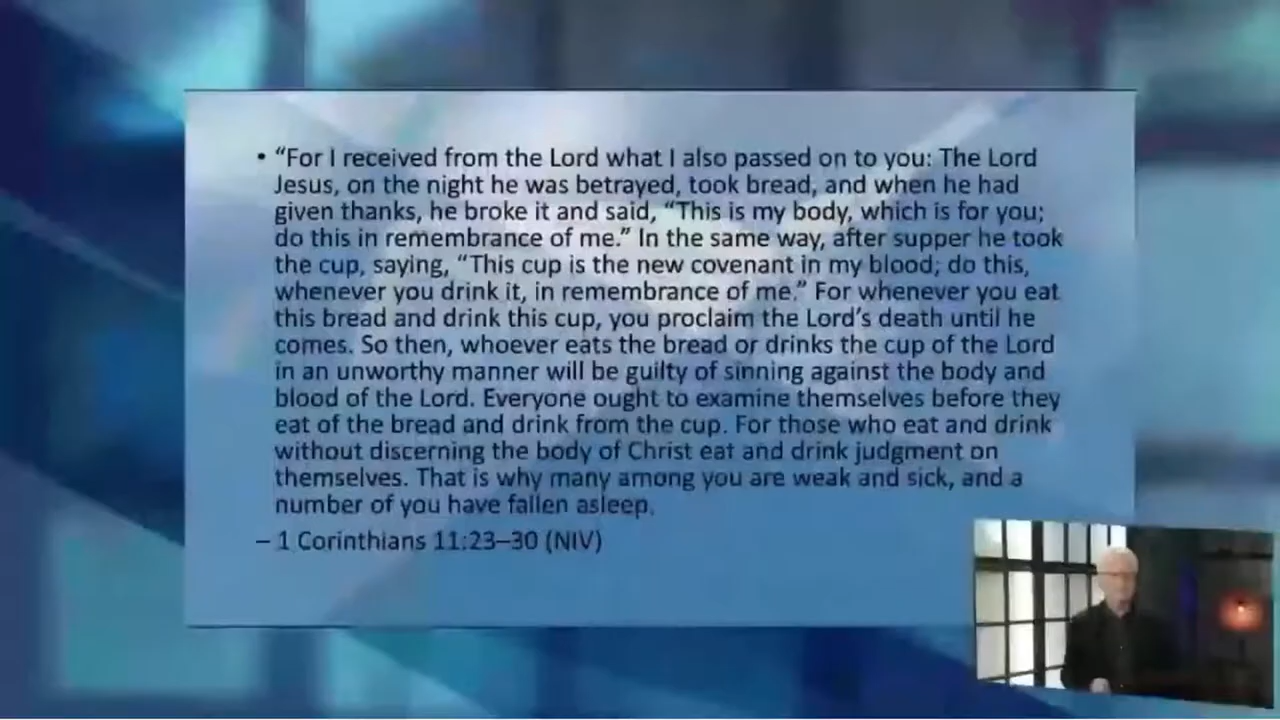 • “For I received from the Lord what I also passed on to you: The Lord
Jesus, on the night he was betrayed, took bread, and when he had
given thanks, he broke it and said, “This is my body, which is for you;
do this in remembrance of me.” In the same way, after supper he took
the cup, saying, “This cup is the new covenant in my blood; do this,
whenever you drink it, in remembrance of me.” For whenever you eat
this bread and drink this cup, you proclaim the Lord’s death until he
comes. So then, whoever eats the bread or drinks the cup of the Lord
in an unworthy manner will be guilty of sinning against the body and
blood of the Lord. Everyone ought to examine themselves before they
eat of the bread and drink from the cup. For those who eat and drink
without discerning the body of Christ eat and drink judgment on
themselves. That is why many among you are weak and sick, and a
number of you have fallen asleep.
– 1 Corinthians 11:23–30 (NIV)